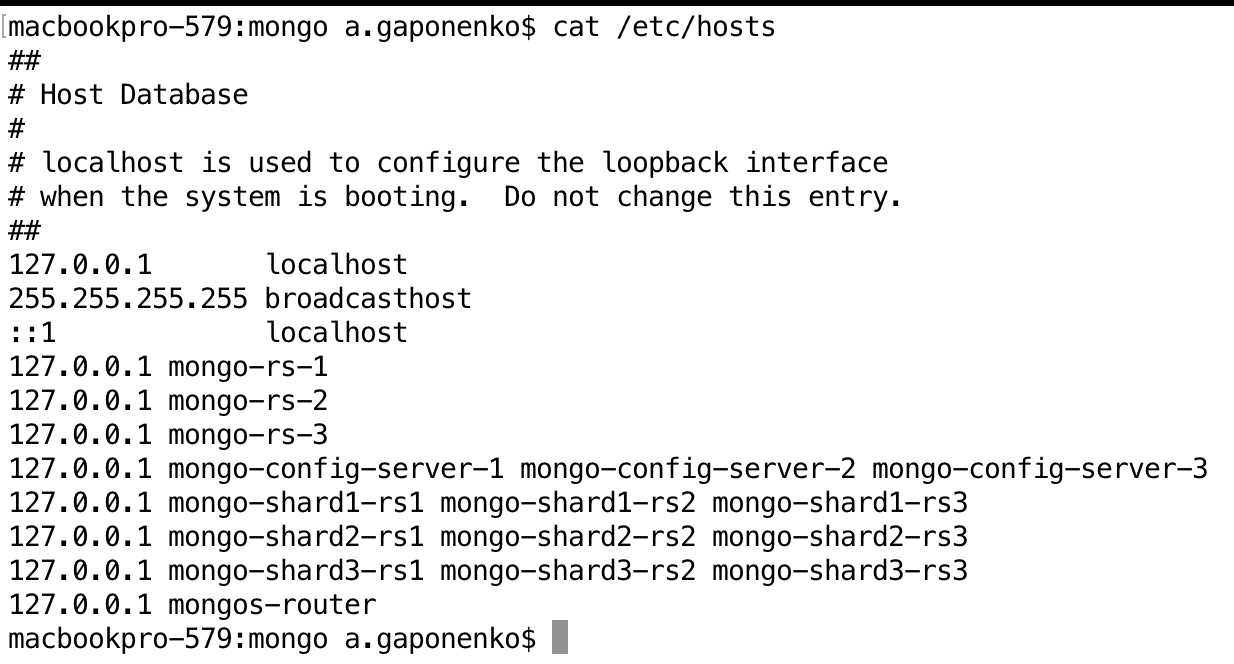 macbookpro-579:mongo a.gaponenko$ cat /etc/hosts
##
# Host Database
#
# localhost is used to configure the loopback interface
# when the system is booting.  Do not change this entry.
##
127.0.0.1       localhost
255.255.255.255 broadcasthost
::1             localhost
127.0.0.1 mongo-rs-1
127.0.0.1 mongo-rs-2
127.0.0.1 mongo-rs-3
127.0.0.1 mongo-config-server-1 mongo-config-server-2 mongo-config-server-3
127.0.0.1 mongo-shard1-rs1 mongo-shard1-rs2 mongo-shard1-rs3
127.0.0.1 mongo-shard2-rs1 mongo-shard2-rs2 mongo-shard2-rs3
127.0.0.1 mongo-shard3-rs1 mongo-shard3-rs2 mongo-shard3-rs3
127.0.0.1 mongos-router
macbookpro-579:mongo a.gaponenko$